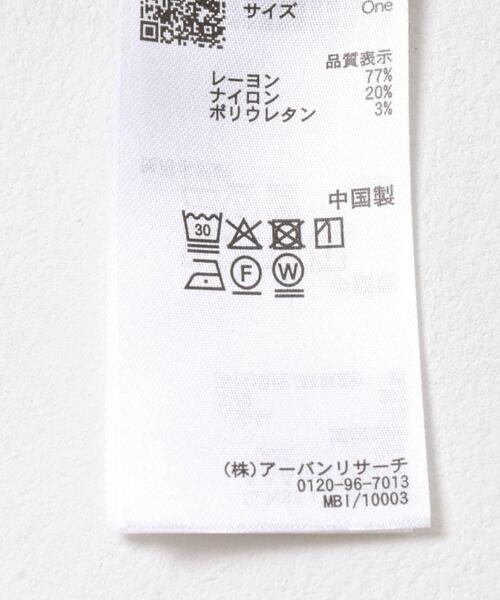 サイズ One
品質表示
レーヨン 77%
ナイロン 20%
ポリウレタン 3%
中国製
30
F W
(株)アーバンリサーチ
0120-96-7013
MBI/10003